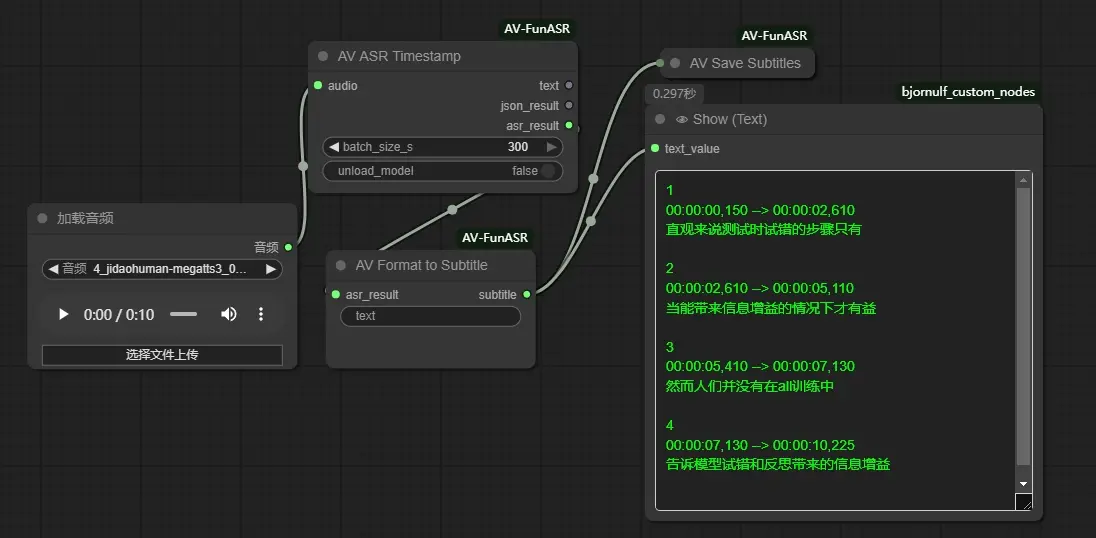 AV-FunASR
AV ASR Timestamp
audio
text
json_result
asr_result
batch_size_s 300
unload_model false
加载音频
音频
音频 4_jidaohuman-megatts3_0...
0:00 / 0:10
选择文件上传
AV-FunASR
AV Format to Subtitle
asr_result subtitle
text
AV-FunASR
AV Save Subtitles
0.297秒
bjornulf_custom_nodes
Show (Text)
text_value
1
00:00:00,150 --> 00:00:02,610
直观来说测试时试错的步骤只有
2
00:00:02,610 --> 00:00:05,110
当能带来信息增益的情况下才有益
3
00:00:05,410 --> 00:00:07,130
然而人们并没有在all训练中
4
00:00:07,130 --> 00:00:10,225
告诉模型试错和反思带来的信息增益